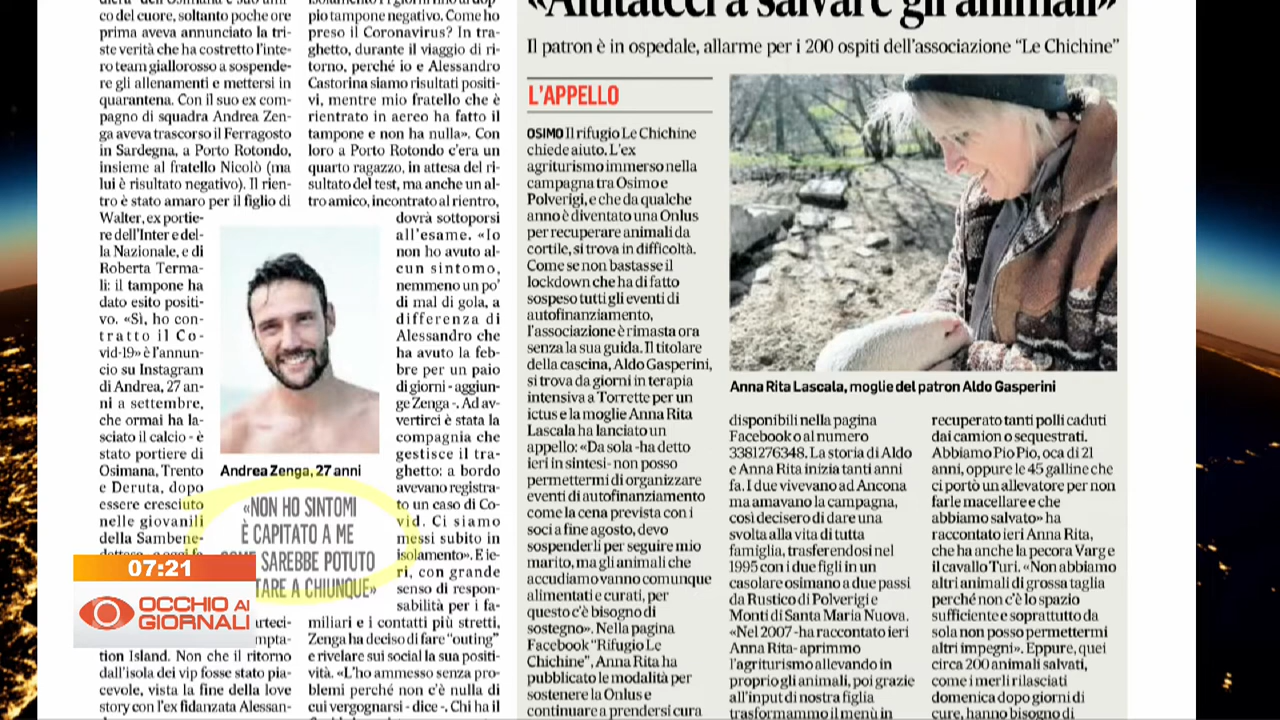 diera» dell'Osimana e suo ami-
co del cuore, soltanto poche ore
prima aveva annunciato la tri-
ste verità che ha costretto l'inte-
ro team giallorosso a sospende-
re gli allenamenti e mettersi in
quarantena. Con il suo ex com-
pagno di squadra Andrea Zen-
ga aveva trascorso il Ferragosto
in Sardegna, a Porto Rotondo,
insieme al fratello Nicolò (ma
lui è risultato negativo). Il rien-
tro è stato amaro per il figlio di
Walter, ex portie-
re dell'Inter e del-
la Nazionale, e di
Roberta Terma-
li: il tampone ha
dato esito positi-
vo. «Sì, ho con-
tratto il Co-
vid-19» è l'annun-
cio su Instagram
di Andrea, 27 an-
ni a settembre,
che ormai ha la-
sciato il calcio - è
stato portiere di
Osimana, Trento
e Deruta, dopo
essere cresciuto
nelle giovanili
della Sambene-
tion Island. Non che il ritorno
dall'isola dei vip fosse stato pia-
cevole, vista la fine della love
story con l'ex fidanzata Alessan-
pio tampone negativo. Come ho
preso il Coronavirus? In tra-
ghetto, durante il viaggio di ri-
torno, perché io e Alessandro
Castorina siamo risultati positi-
vi, mentre mio fratello che è
rientrato in aereo ha fatto il
tampone e non ha nulla». Con
loro a Porto Rotondo c'era un
quarto ragazzo, in attesa del ri-
sultato del test, ma anche un al-
tro amico, incontrato al rientro,
dovrà sottoporsi
all'esame. «Io
non ho avuto al-
cun sintomo,
nemmeno un po'
di mal di gola, a
differenza di
Alessandro che
ha avuto la feb-
bre per un paio
di giorni - aggiun-
ge Zenga -. Ad av-
vertirci è stata la
compagnia che
gestisce il tra-
ghetto: a bordo
avevano registra-
to un caso di Co-
vid. Ci siamo
messi subito in
isolamento». E ie-
ri, con grande
senso di respon-
sabilità per i fa-
miliari e i contatti più stretti,
Zenga ha deciso di fare "outing"
e rivelare sui social la sua positi-
vità. «L'ho ammesso senza pro-
blemi perché non c'è nulla di
cui vergognarsi - dice -. Chi ha il
Andrea Zenga, 27 anni
«NON HO SINTOMI
È CAPITATO A ME
SAREBBE POTUTO
TARE A CHIUNQUE»
07:21
OCCHIO AI
GIORNALI
«Aiutateci a salvare gli animali»
Il patron è in ospedale, allarme per i 200 ospiti dell'associazione "Le Chichine"
L'APPELLO
OSIMO Il rifugio Le Chichine
chiede aiuto. L'ex
agriturismo immerso nella
campagna tra Osimo e
Polverigi, e che da qualche
anno è diventato una Onlus
per recuperare animali da
cortile, si trova in difficoltà.
Come se non bastasse il
lockdown che ha di fatto
sospeso tutti gli eventi di
autofinanziamento,
l'associazione è rimasta ora
senza la sua guida. Il titolare
della cascina, Aldo Gasperini,
si trova da giorni in terapia
intensiva a Torrette per un
ictus e la moglie Anna Rita
Lascala ha lanciato un
appello: «Da sola -ha detto
ieri in sintesi- non posso
permettermi di organizzare
eventi di autofinanziamento
come la cena prevista con i
soci a fine agosto, devo
sospenderli per seguire mio
marito, ma gli animali che
accudiamo vanno comunque
alimentati e curati, per
questo c'è bisogno di
sostegno». Nella pagina
Facebook "Rifugio Le
Chichine", Anna Rita ha
pubblicato le modalità per
sostenere la Onlus e
continuare a prendersi cura
Anna Rita Lascala, moglie del patron Aldo Gasperini
disponibili nella pagina
Facebook o al numero
3381276348. La storia di Aldo
e Anna Rita inizia tanti anni
fa. I due vivevano ad Ancona
ma amavano la campagna,
così decisero di dare una
svolta alla vita di tutta
famiglia, trasferendosi nel
1995 con i due figli in un
casolare osimano a due passi
da Rustico di Polverigi e
Monti di Santa Maria Nuova.
«Nel 2007 -ha raccontato ieri
Anna Rita- aprimmo
l'agriturismo allevando in
proprio gli animali, poi grazie
all'input di nostra figlia
trasformammo il menù in
recuperato tanti polli caduti
dai camion o sequestrati.
Abbiamo Pio Pio, oca di 21
anni, oppure le 45 galline che
ci portò un allevatore per non
farle macellare e che
abbiamo salvato» ha
raccontato ieri Anna Rita,
che ha anche la pecora Varg e
il cavallo Turi. «Non abbiamo
altri animali di grossa taglia
perché non c'è lo spazio
sufficiente e soprattutto da
sola non posso permettermi
altri impegni». Eppure, quei
circa 200 animali salvati,
come i merli rilasciati
domenica dopo giorni di
cure, hanno bisogno di